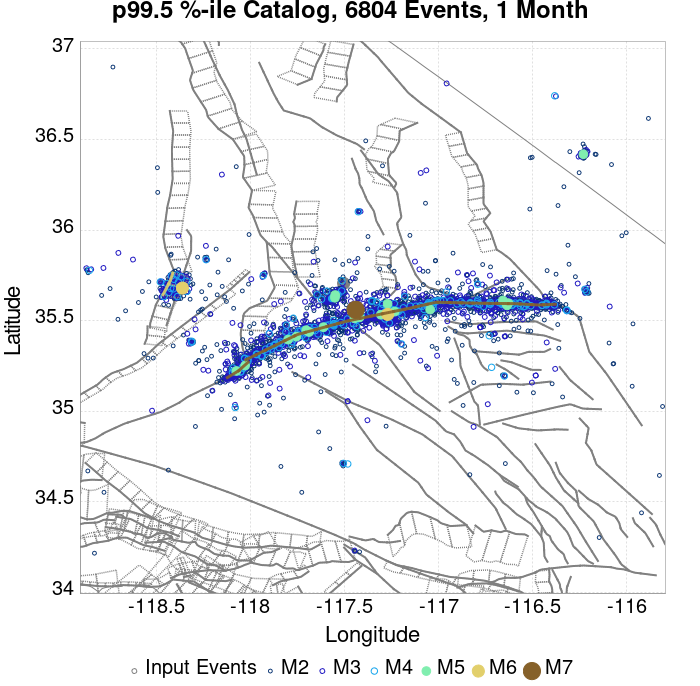 p99.5 %-ile Catalog, 6804 Events, 1 Month
37
36.5
36
35.5
35
34.5
34
Latitude
-118.5 -118 -117.5 -117 -116.5 -116
Longitude
Input Events M2 M3 M4 M5 M6 M7